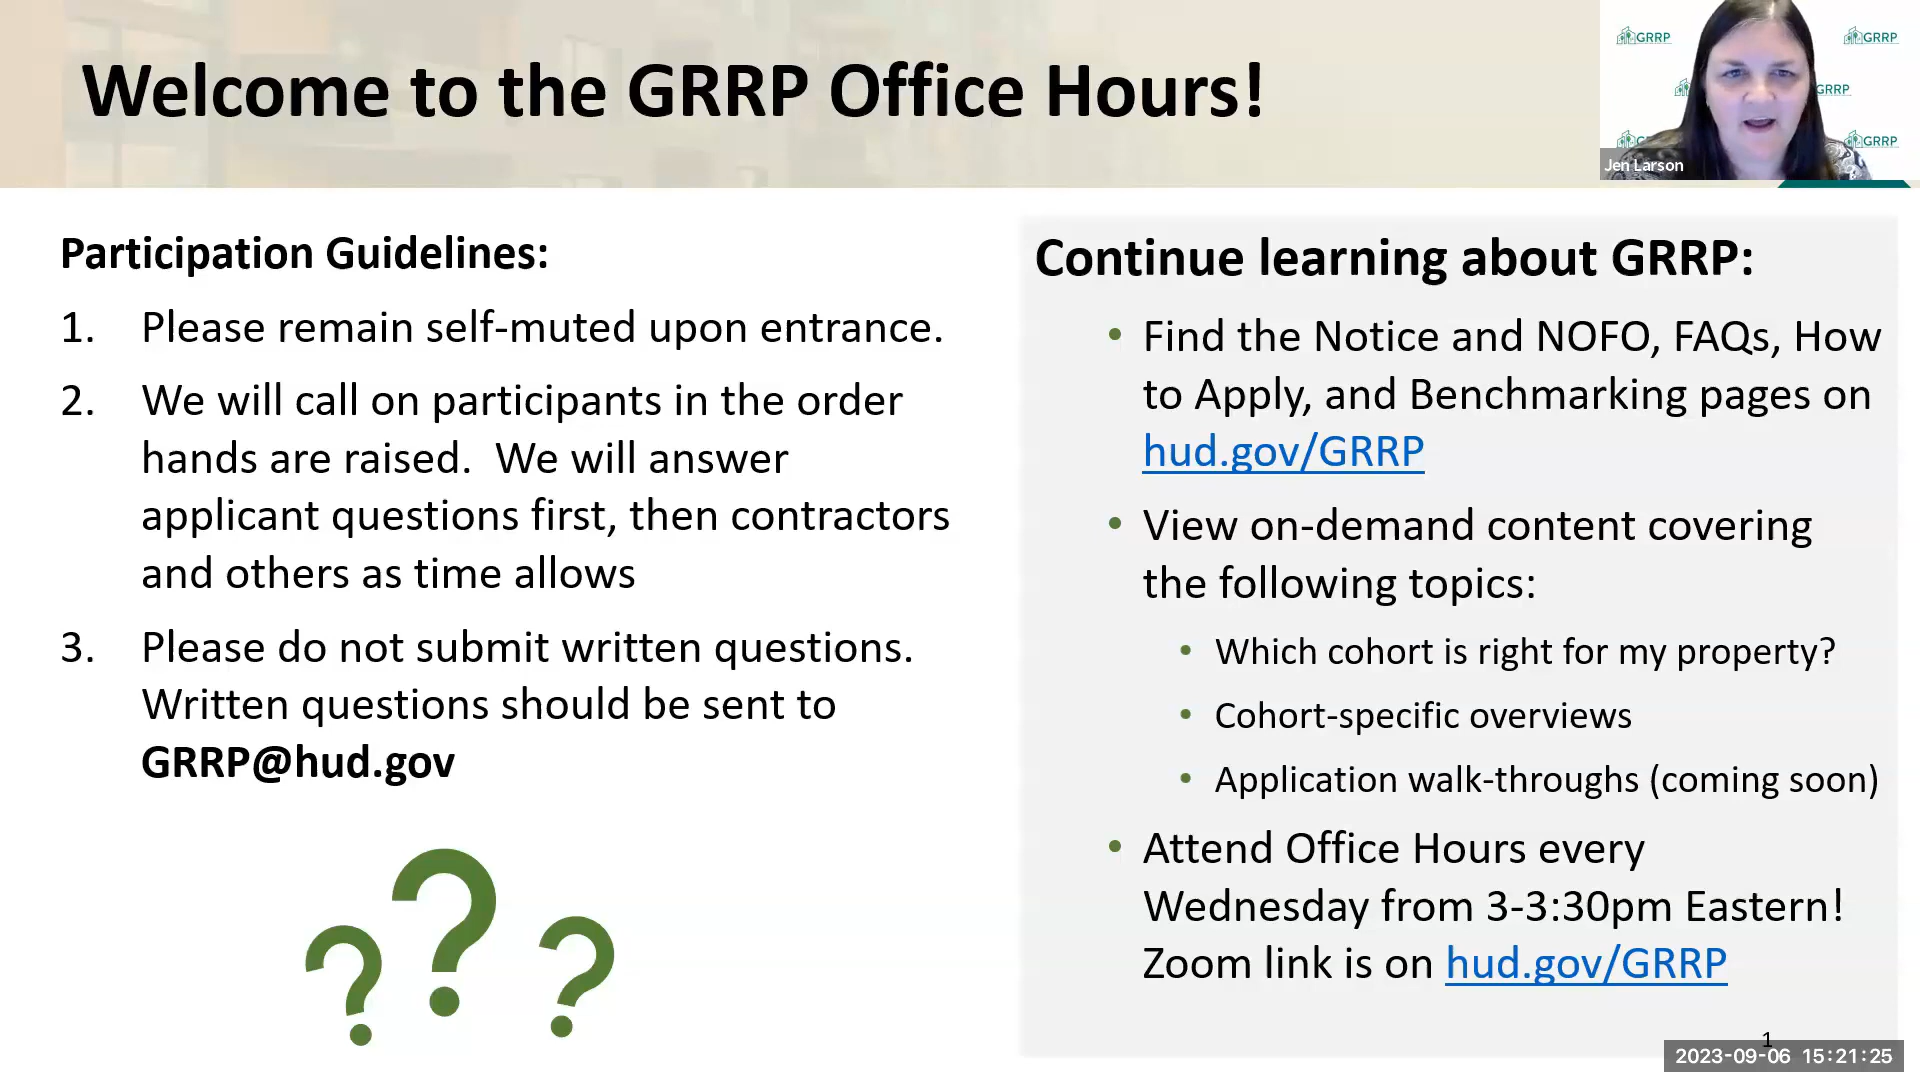 Welcome to the GRRP Office Hours!
GRRP
GRRP
GRRP
GRRP
Jen Larson
Participation Guidelines:
1. Please remain self-muted upon entrance.
2. We will call on participants in the order
hands are raised.  We will answer
applicant questions first, then contractors
and others as time allows
3. Please do not submit written questions.
Written questions should be sent to
GRRP@hud.gov
Continue learning about GRRP:
• Find the Notice and NOFO, FAQs, How
to Apply, and Benchmarking pages on
hud.gov/GRRP
• View on-demand content covering
the following topics:
• Which cohort is right for my property?
• Cohort-specific overviews
• Application walk-throughs (coming soon)
• Attend Office Hours every
Wednesday from 3-3:30pm Eastern!
Zoom link is on hud.gov/GRRP
1
2023-09-06 15:21:25